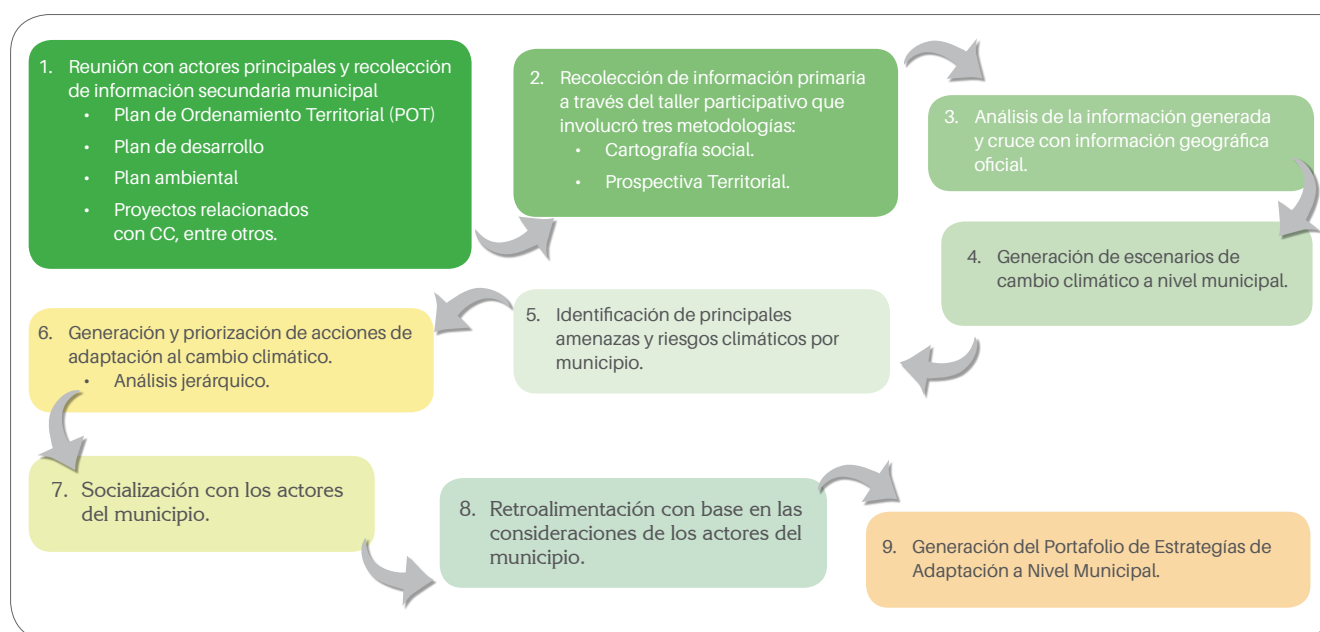 1. Reunión con actores principales y recolección
de información secundaria municipal
• Plan de Ordenamiento Territorial (POT)
• Plan de desarrollo
• Plan ambiental
• Proyectos relacionados
con CC, entre otros.
2. Recolección de información primaria
a través del taller participativo que
involucró tres metodologías:
• Cartografía social.
• Prospectiva Territorial.
3. Análisis de la información generada
y cruce con información geográfica
oficial.
4. Generación de escenarios de
cambio climático a nivel municipal.
5. Identificación de principales
amenazas y riesgos climáticos por
municipio.
6. Generación y priorización de acciones de
adaptación al cambio climático.
• Análisis jerárquico.
7. Socialización con los actores
del municipio.
8. Retroalimentación con base en las
consideraciones de los actores del
municipio.
9. Generación del Portafolio de Estrategías de
Adaptación a Nivel Municipal.